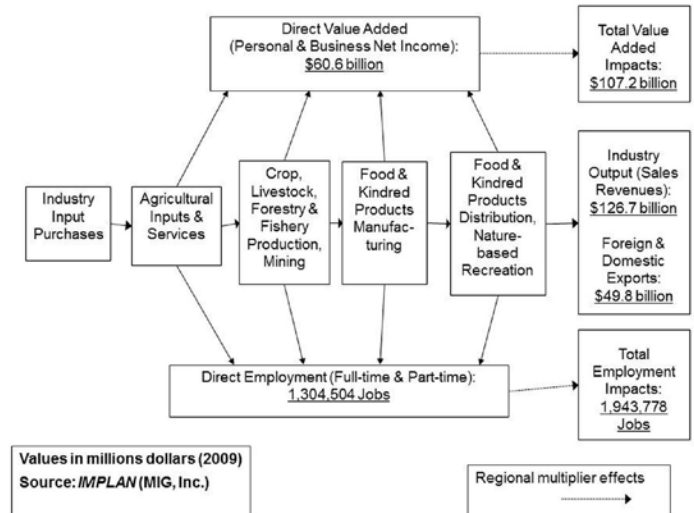 Direct Value Added
(Personal & Business Net Income):
$60.6 billion
Total Value
Added
Impacts:
$107.2 billion
Industry
Input
Purchases
Agricultural
Inputs &
Services
Crop,
Livestock,
Forestry &
Fishery
Production,
Mining
Food &
Kindred
Products
Manufac-
turing
Food &
Kindred
Products
Distribution,
Nature-
based
Recreation
Industry
Output (Sales
Revenues):
$126.7 billion
Foreign &
Domestic
Exports:
$49.8 billion
Direct Employment (Full-time & Part-time):
1,304,504 Jobs
Total
Employment
Impacts:
1,943,778
Jobs
Values in millions dollars (2009)
Source: IMPLAN (MIG, Inc.)
Regional multiplier effects